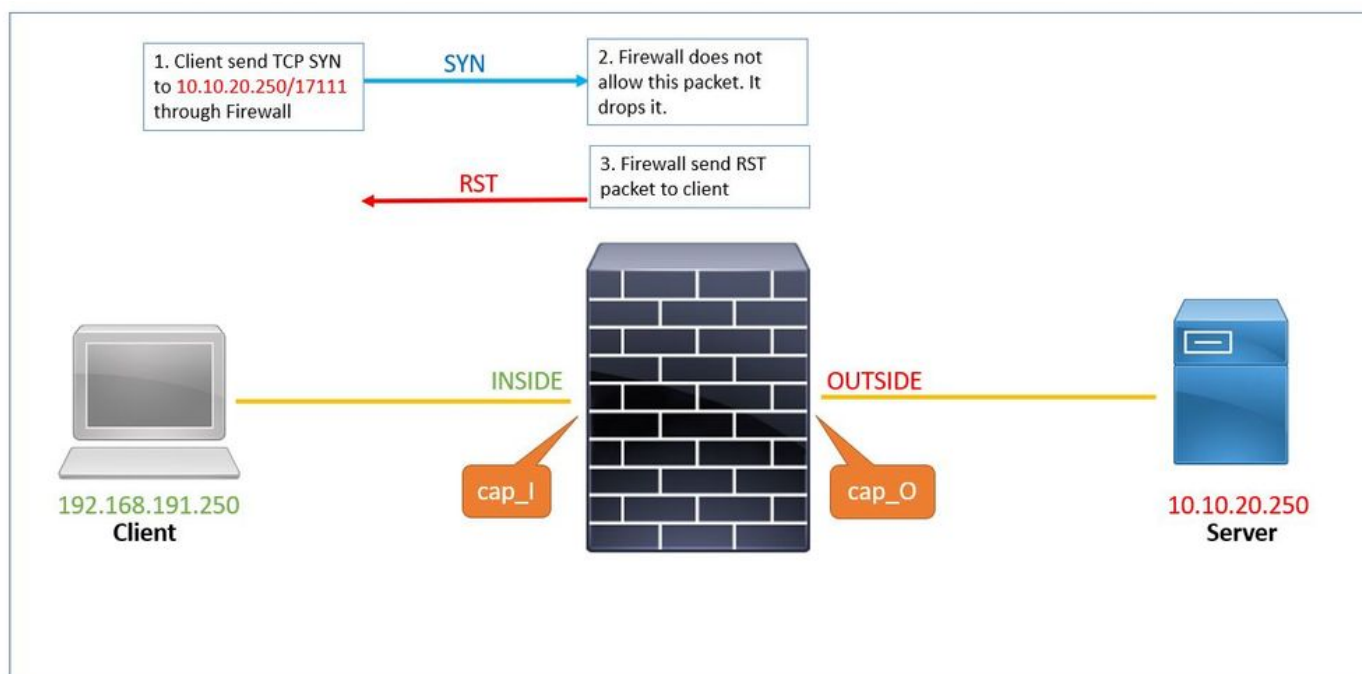 1. Client send TCP SYN
to 10.10.20.250/17111
through Firewall
SYN
2. Firewall does not
allow this packet. It
drops it.
RST
3. Firewall send RST
packet to client
INSIDE
OUTSIDE
cap_I
cap_O
192.168.191.250
Client
10.10.20.250
Server